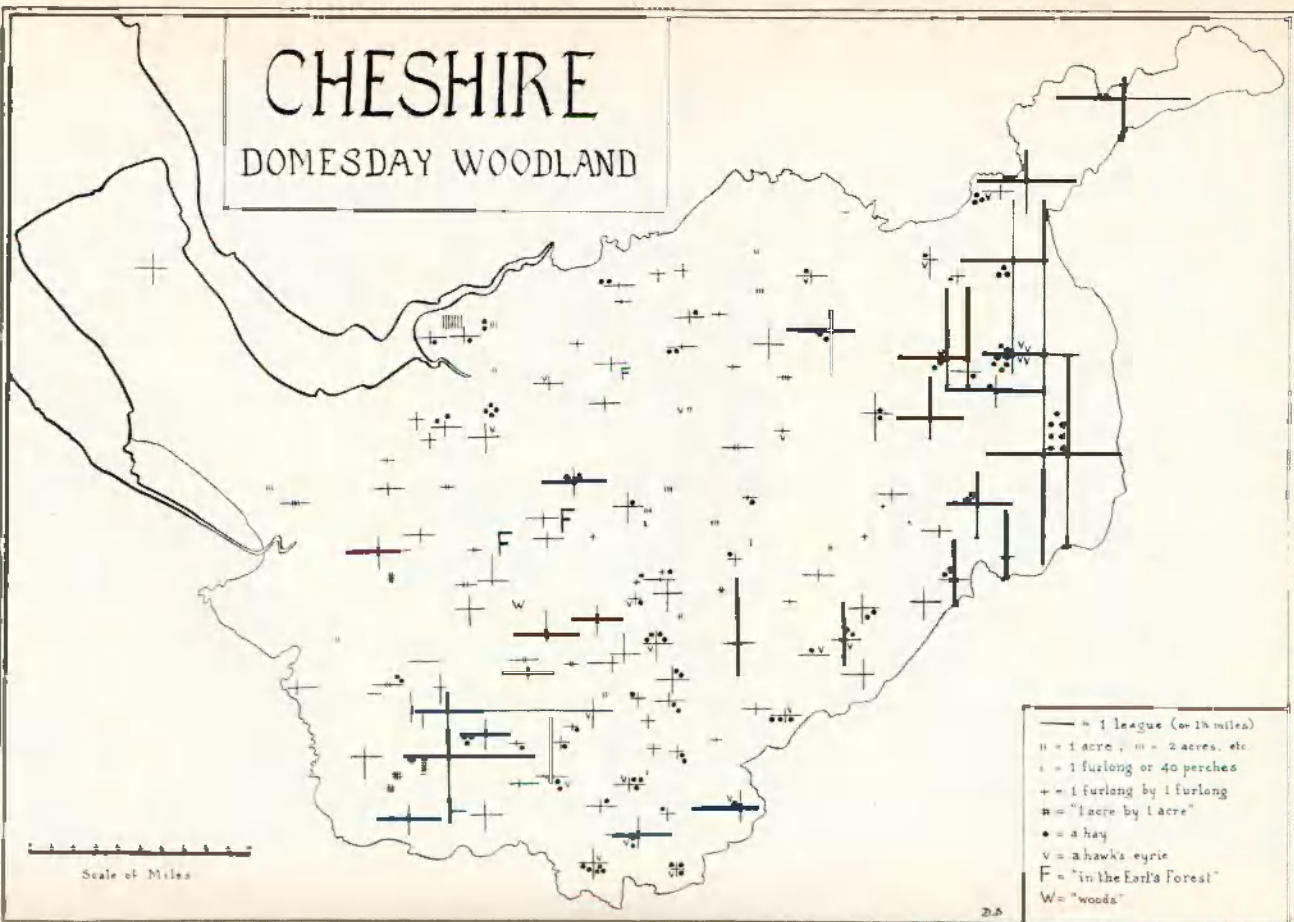 CHESHIRE
DOMESDAY WOODLAND
F
F
F
W
Scale of Miles
= 1 league (or 1½ miles)
II = 1 acre, III = 2 acres, etc.
ı = 1 furlong or 40 perches
+ = 1 furlong by 1 furlong
# = "1 acre by 1 acre"
• = a hay
V = a hawk's eyrie
F = "in the Earl's Forest"
W = "woods"